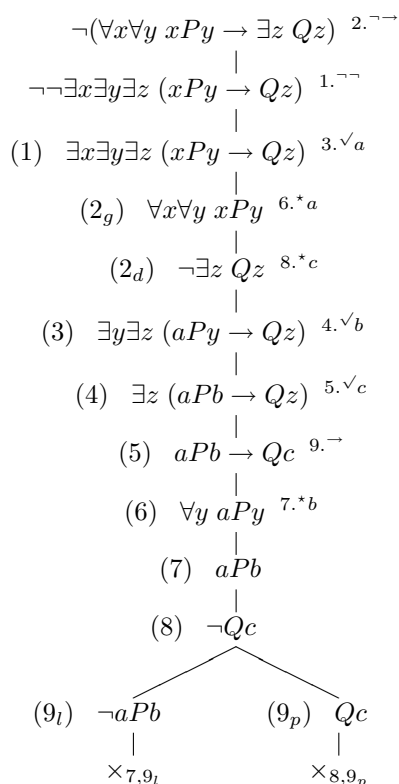 ¬(∀x∀y xPy → ∃z Qz) 2.¬→
¬¬∃x∃y∃z (xPy → Qz) 1.¬¬
(1) ∃x∃y∃z (xPy → Qz) 3.√a
(2g) ∀x∀y xPy 6.⋆a
(2d) ¬∃z Qz 8.⋆c
(3) ∃y∃z (aPy → Qz) 4.√b
(4) ∃z (aPb → Qz) 5.√c
(5) aPb → Qc 9.→
(6) ∀y aPy 7.⋆b
(7) aPb
(8) ¬Qc
(9l) ¬aPb (9p) Qc
×7,9l ×8,9p